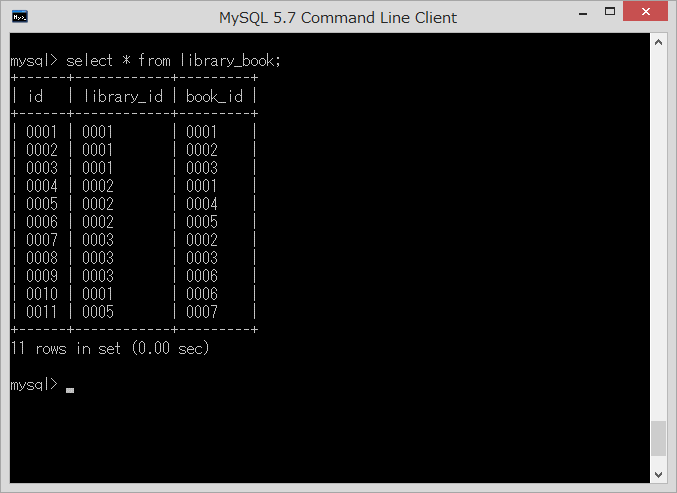 MySQL 5.7 Command Line Client
mysql> select * from library_book;
+------+------------+---------+
| id   | library_id | book_id |
+------+------------+---------+
| 0001 | 0001       | 0001    |
| 0002 | 0001       | 0002    |
| 0003 | 0001       | 0003    |
| 0004 | 0002       | 0001    |
| 0005 | 0002       | 0004    |
| 0006 | 0002       | 0005    |
| 0007 | 0003       | 0002    |
| 0008 | 0003       | 0003    |
| 0009 | 0003       | 0006    |
| 0010 | 0001       | 0006    |
| 0011 | 0005       | 0007    |
+------+------------+---------+
11 rows in set (0.00 sec)
mysql>